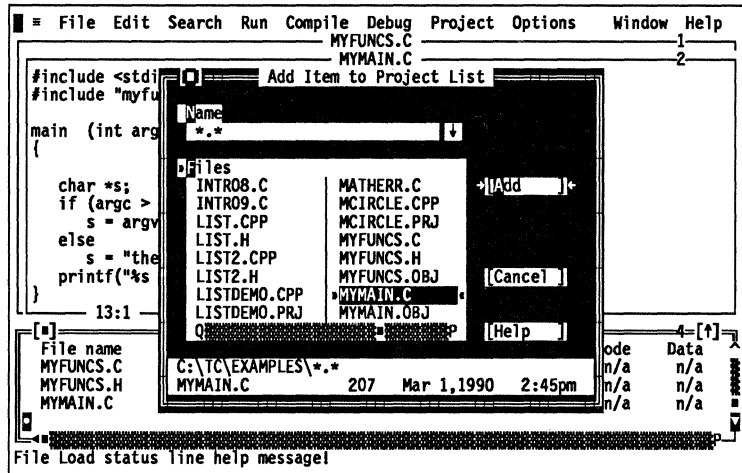 ≡ File Edit Search Run Compile Debug Project Options Window Help
MYFUNCS.C 1
MYMAIN.C 2
#include <stdi
#include "myfu
main (int arg
{
char *s;
if (argc >
s = argv
else
s = "the
printf("%s
}
13:1
Add Item to Project List
Name
*.*
Files
INTRO8.C MATHERR.C
INTRO9.C MCIRCLE.CPP
LIST.CPP MCIRCLE.PRJ
LIST.H MYFUNCS.C
LIST2.CPP MYFUNCS.H
LIST2.H MYFUNCS.OBJ
LISTDEMO.CPP MYMAIN.C
LISTDEMO.PRJ MYMAIN.OBJ
Q P
[Add ]
[Cancel ]
[Help ]
C:\TC\EXAMPLES\*.*
MYMAIN.C 207 Mar 1,1990 2:45pm
4=[↑]
File name ode Data
MYFUNCS.C n/a n/a
MYFUNCS.H n/a n/a
MYMAIN.C n/a n/a
P
File Load status line help message!